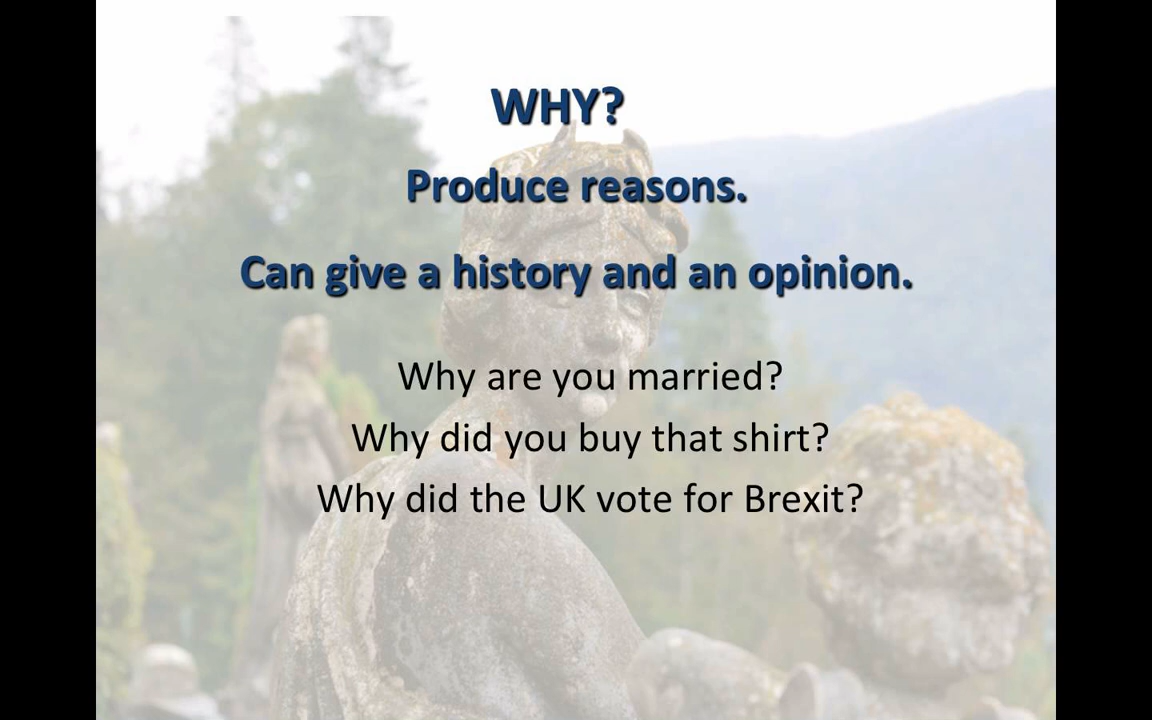 WHY?
Produce reasons.
Can give a history and an opinion.
Why are you married?
Why did you buy that shirt?
Why did the UK vote for Brexit?